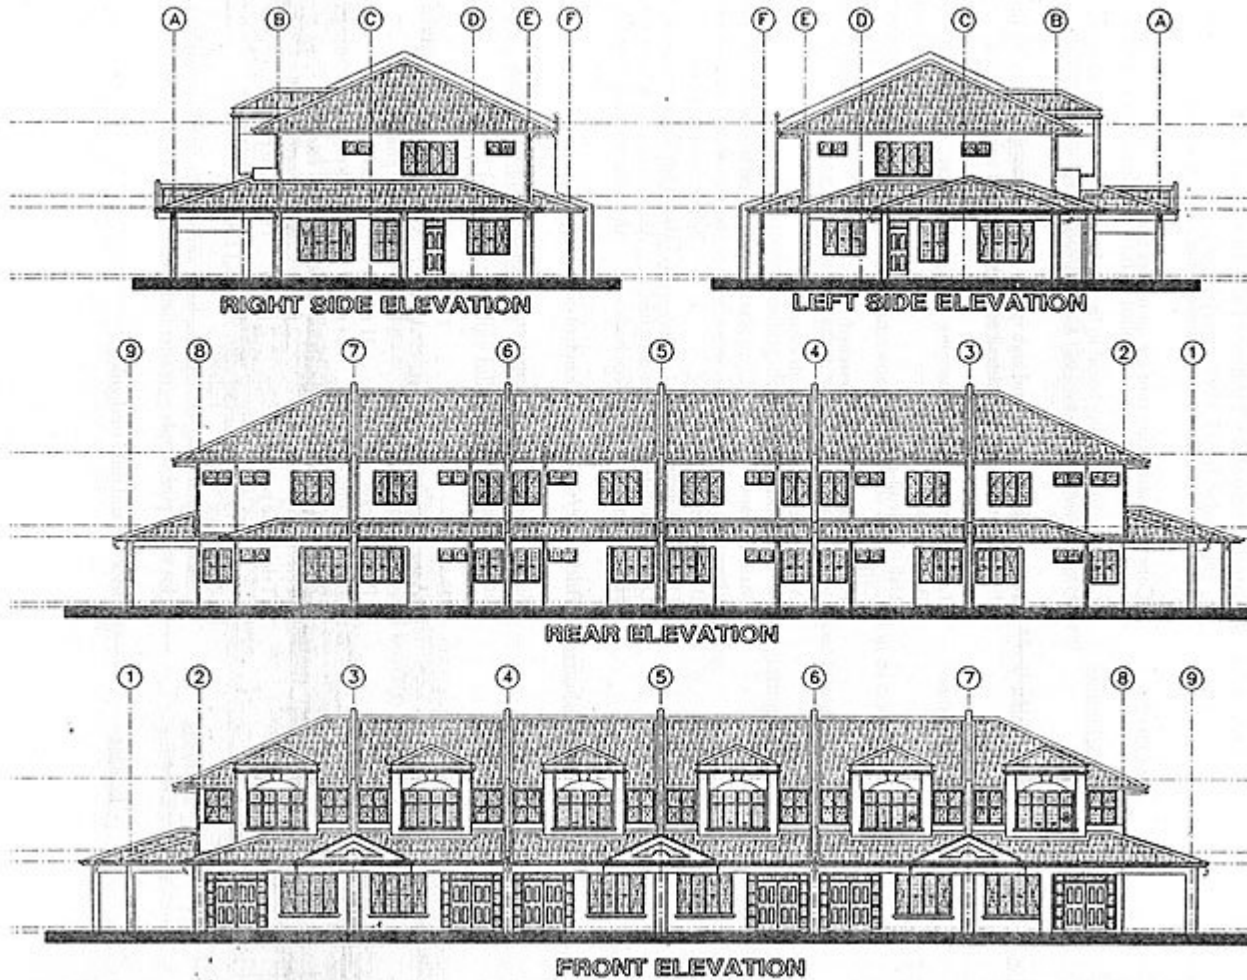 A B C D E F F E D C B A
RIGHT SIDE ELEVATION LEFT SIDE ELEVATION
9 8 7 6 5 4 3 2 1
REAR ELEVATION
1 2 3 4 5 6 7 8 9
FRONT ELEVATION